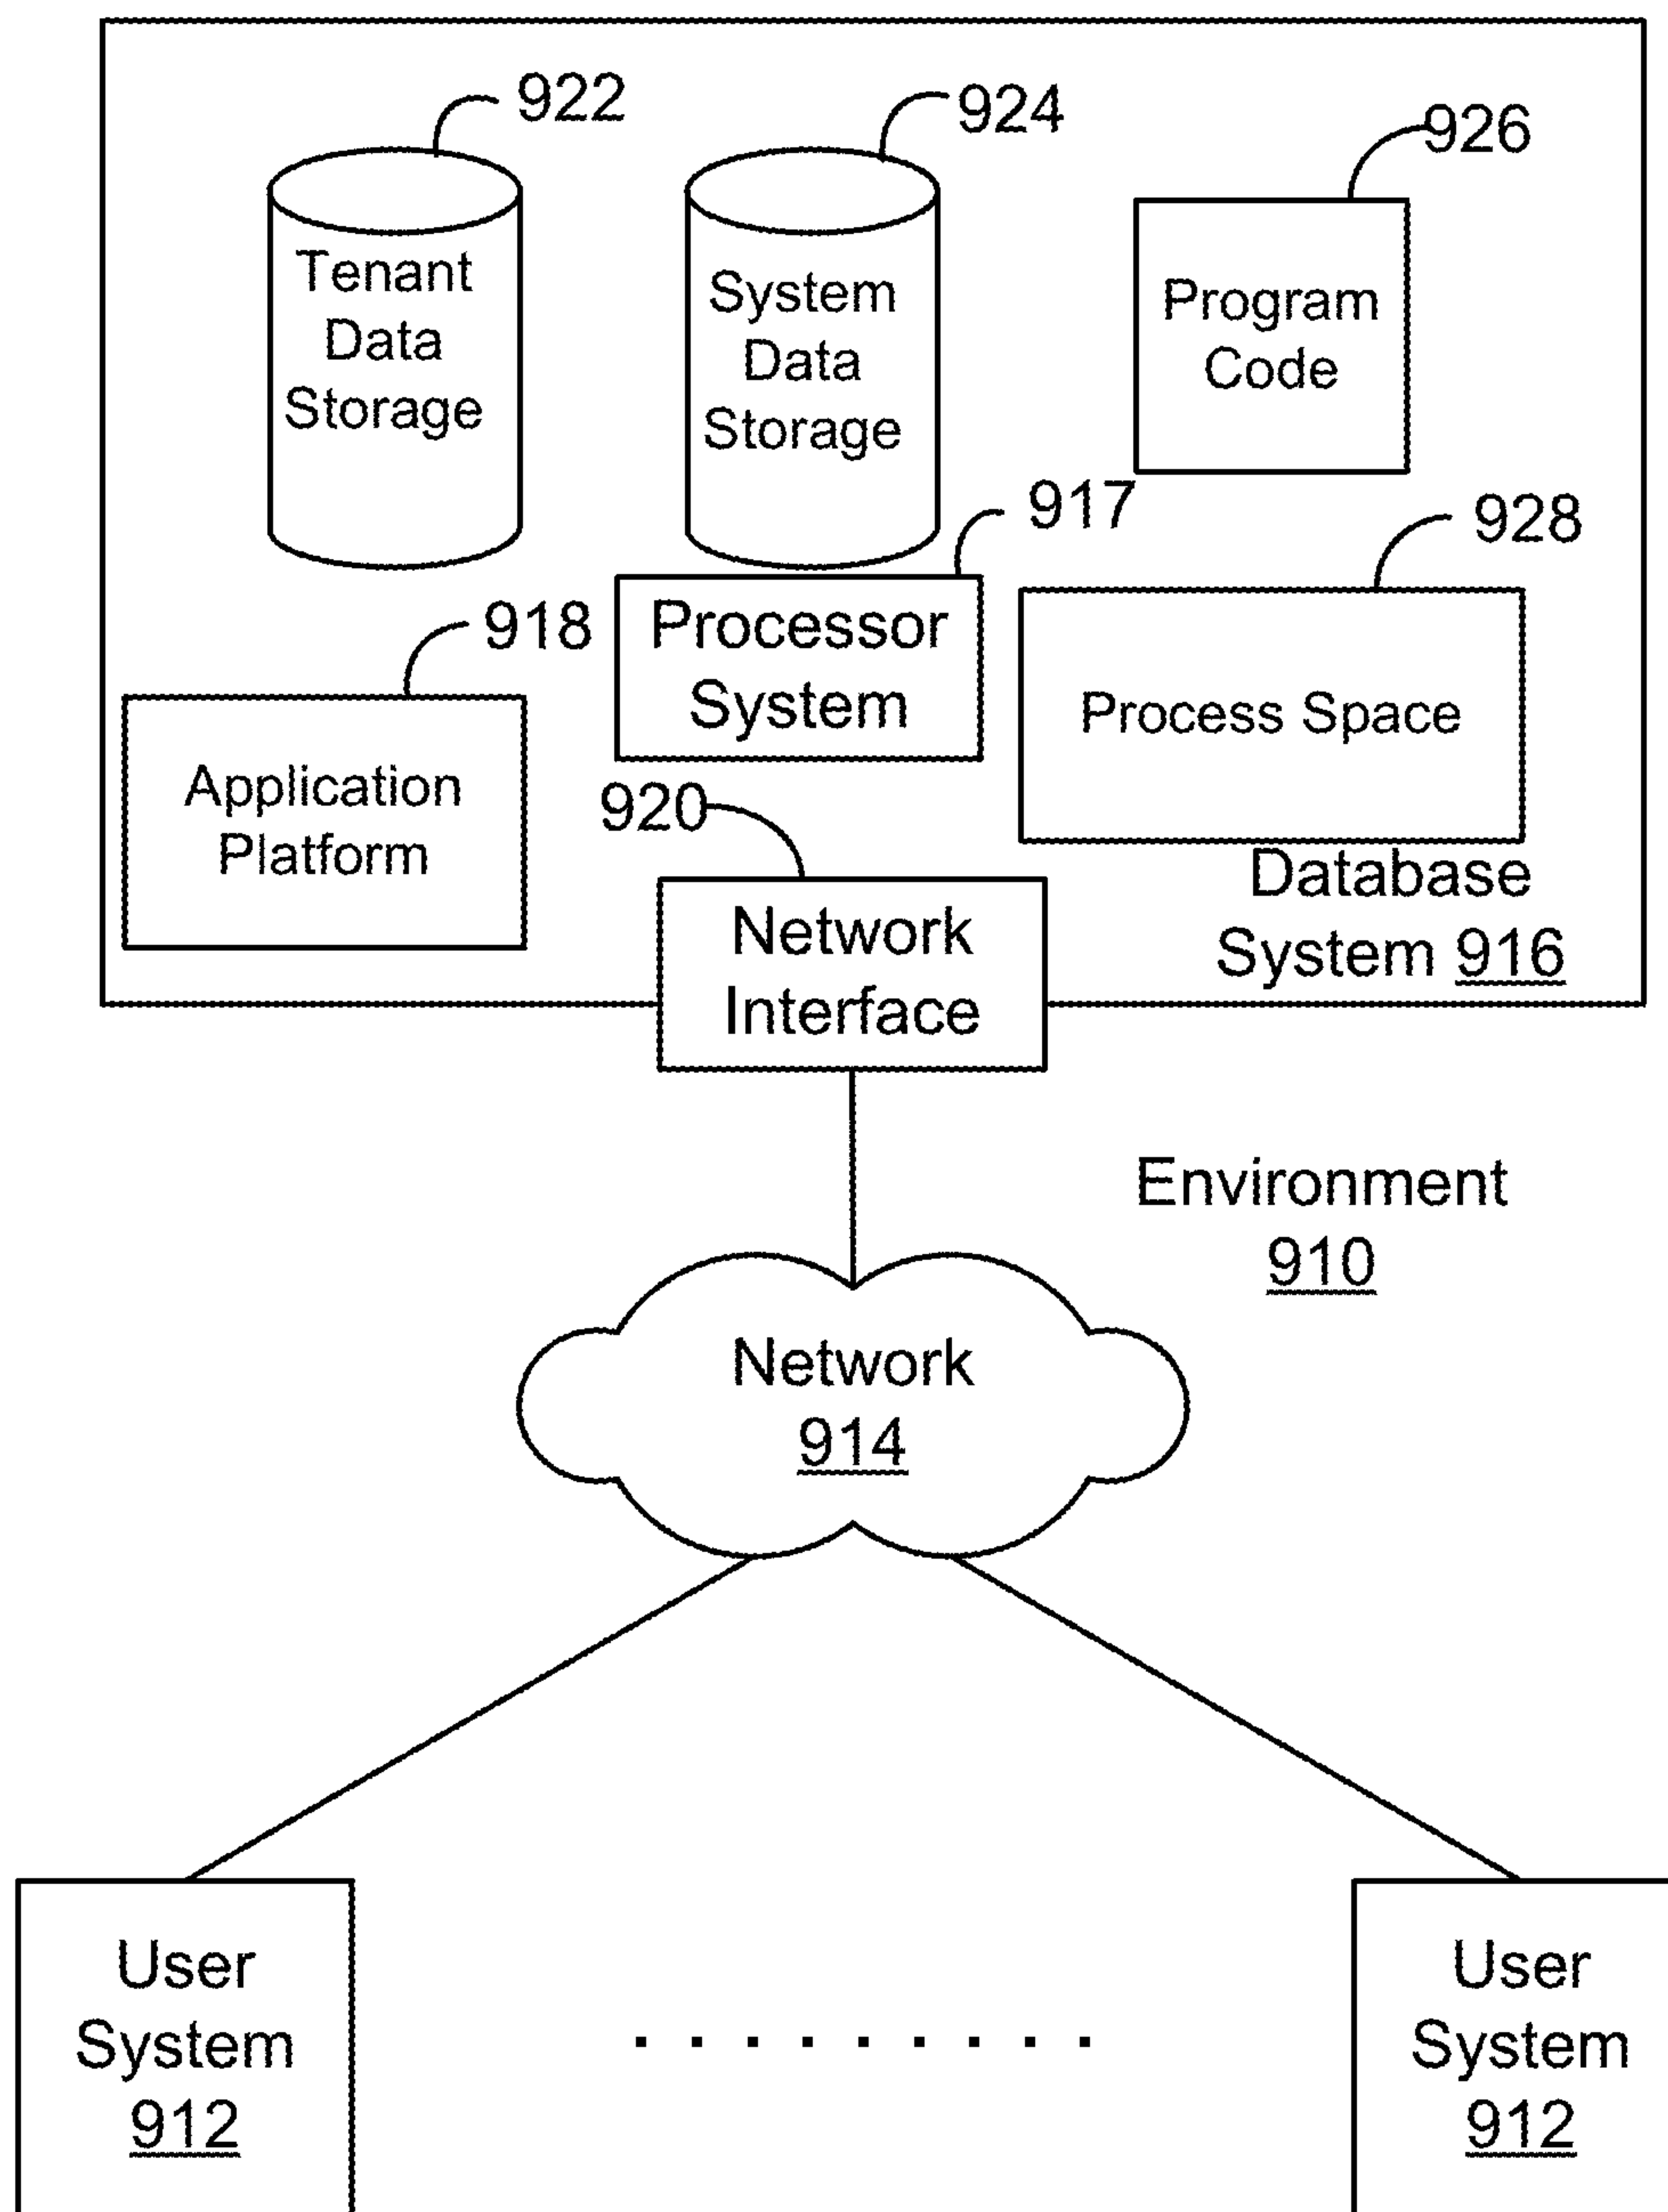 922
924
926
Tenant
Data
Storage
System
Data
Storage
Program
Code
917
928
918
Processor
System
Process Space
Application
Platform
920
Database
System 916
Network
Interface
Environment
910
Network
914
User
System
912
User
System
912